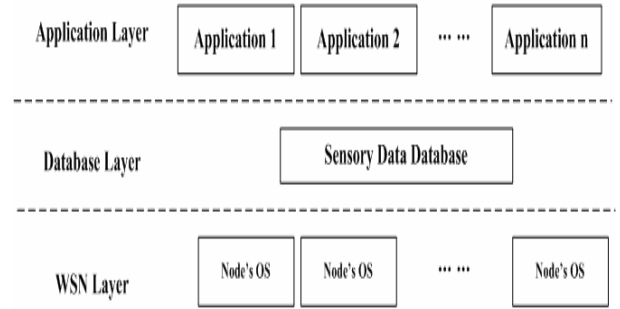 Application Layer
Application 1
Application 2
... ...
Application n
Database Layer
Sensory Data Database
WSN Layer
Node's OS
Node's OS
... ...
Node's OS